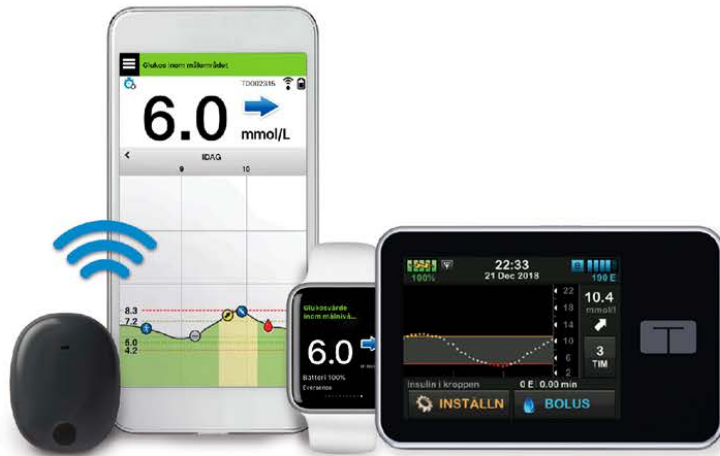 Glukos inom målområdet
TD002315
6.0
mmol/L
IDAG
9 10
8.3
7.2
5.0
4.2
Glukosvärde
inom målnivå...
6.0
Batteri 100%
Eversense
100%
22:33
21 Dec 2018
190 E
22
18
14
10
6
2
10.4
mmol/l
3
TIM
Insulin i kroppen 0 E 0.00 min
INSTÄLLN
BOLUS